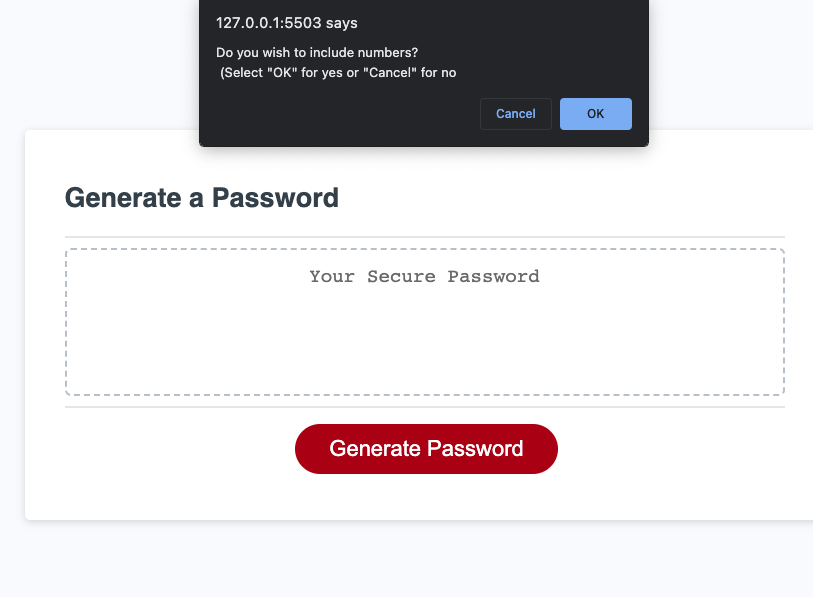 127.0.0.1:5503 says
Do you wish to include numbers?
(Select "OK" for yes or "Cancel" for no
Cancel
OK
Generate a Password
Your Secure Password
Generate Password